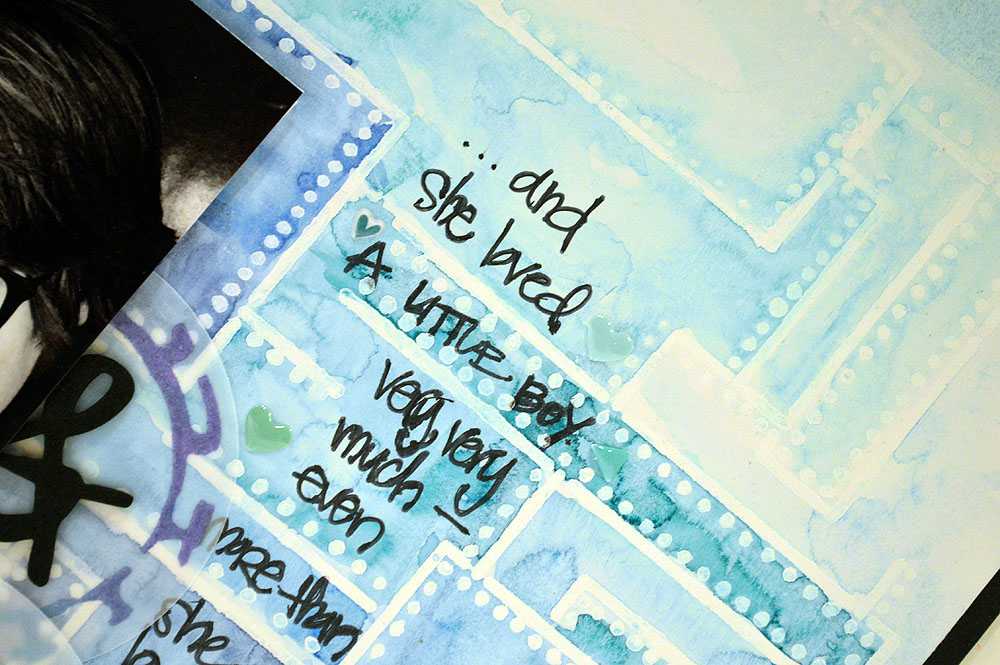 ...and
she loved
A LITTLE BOY
very very
much -
even
more than
she